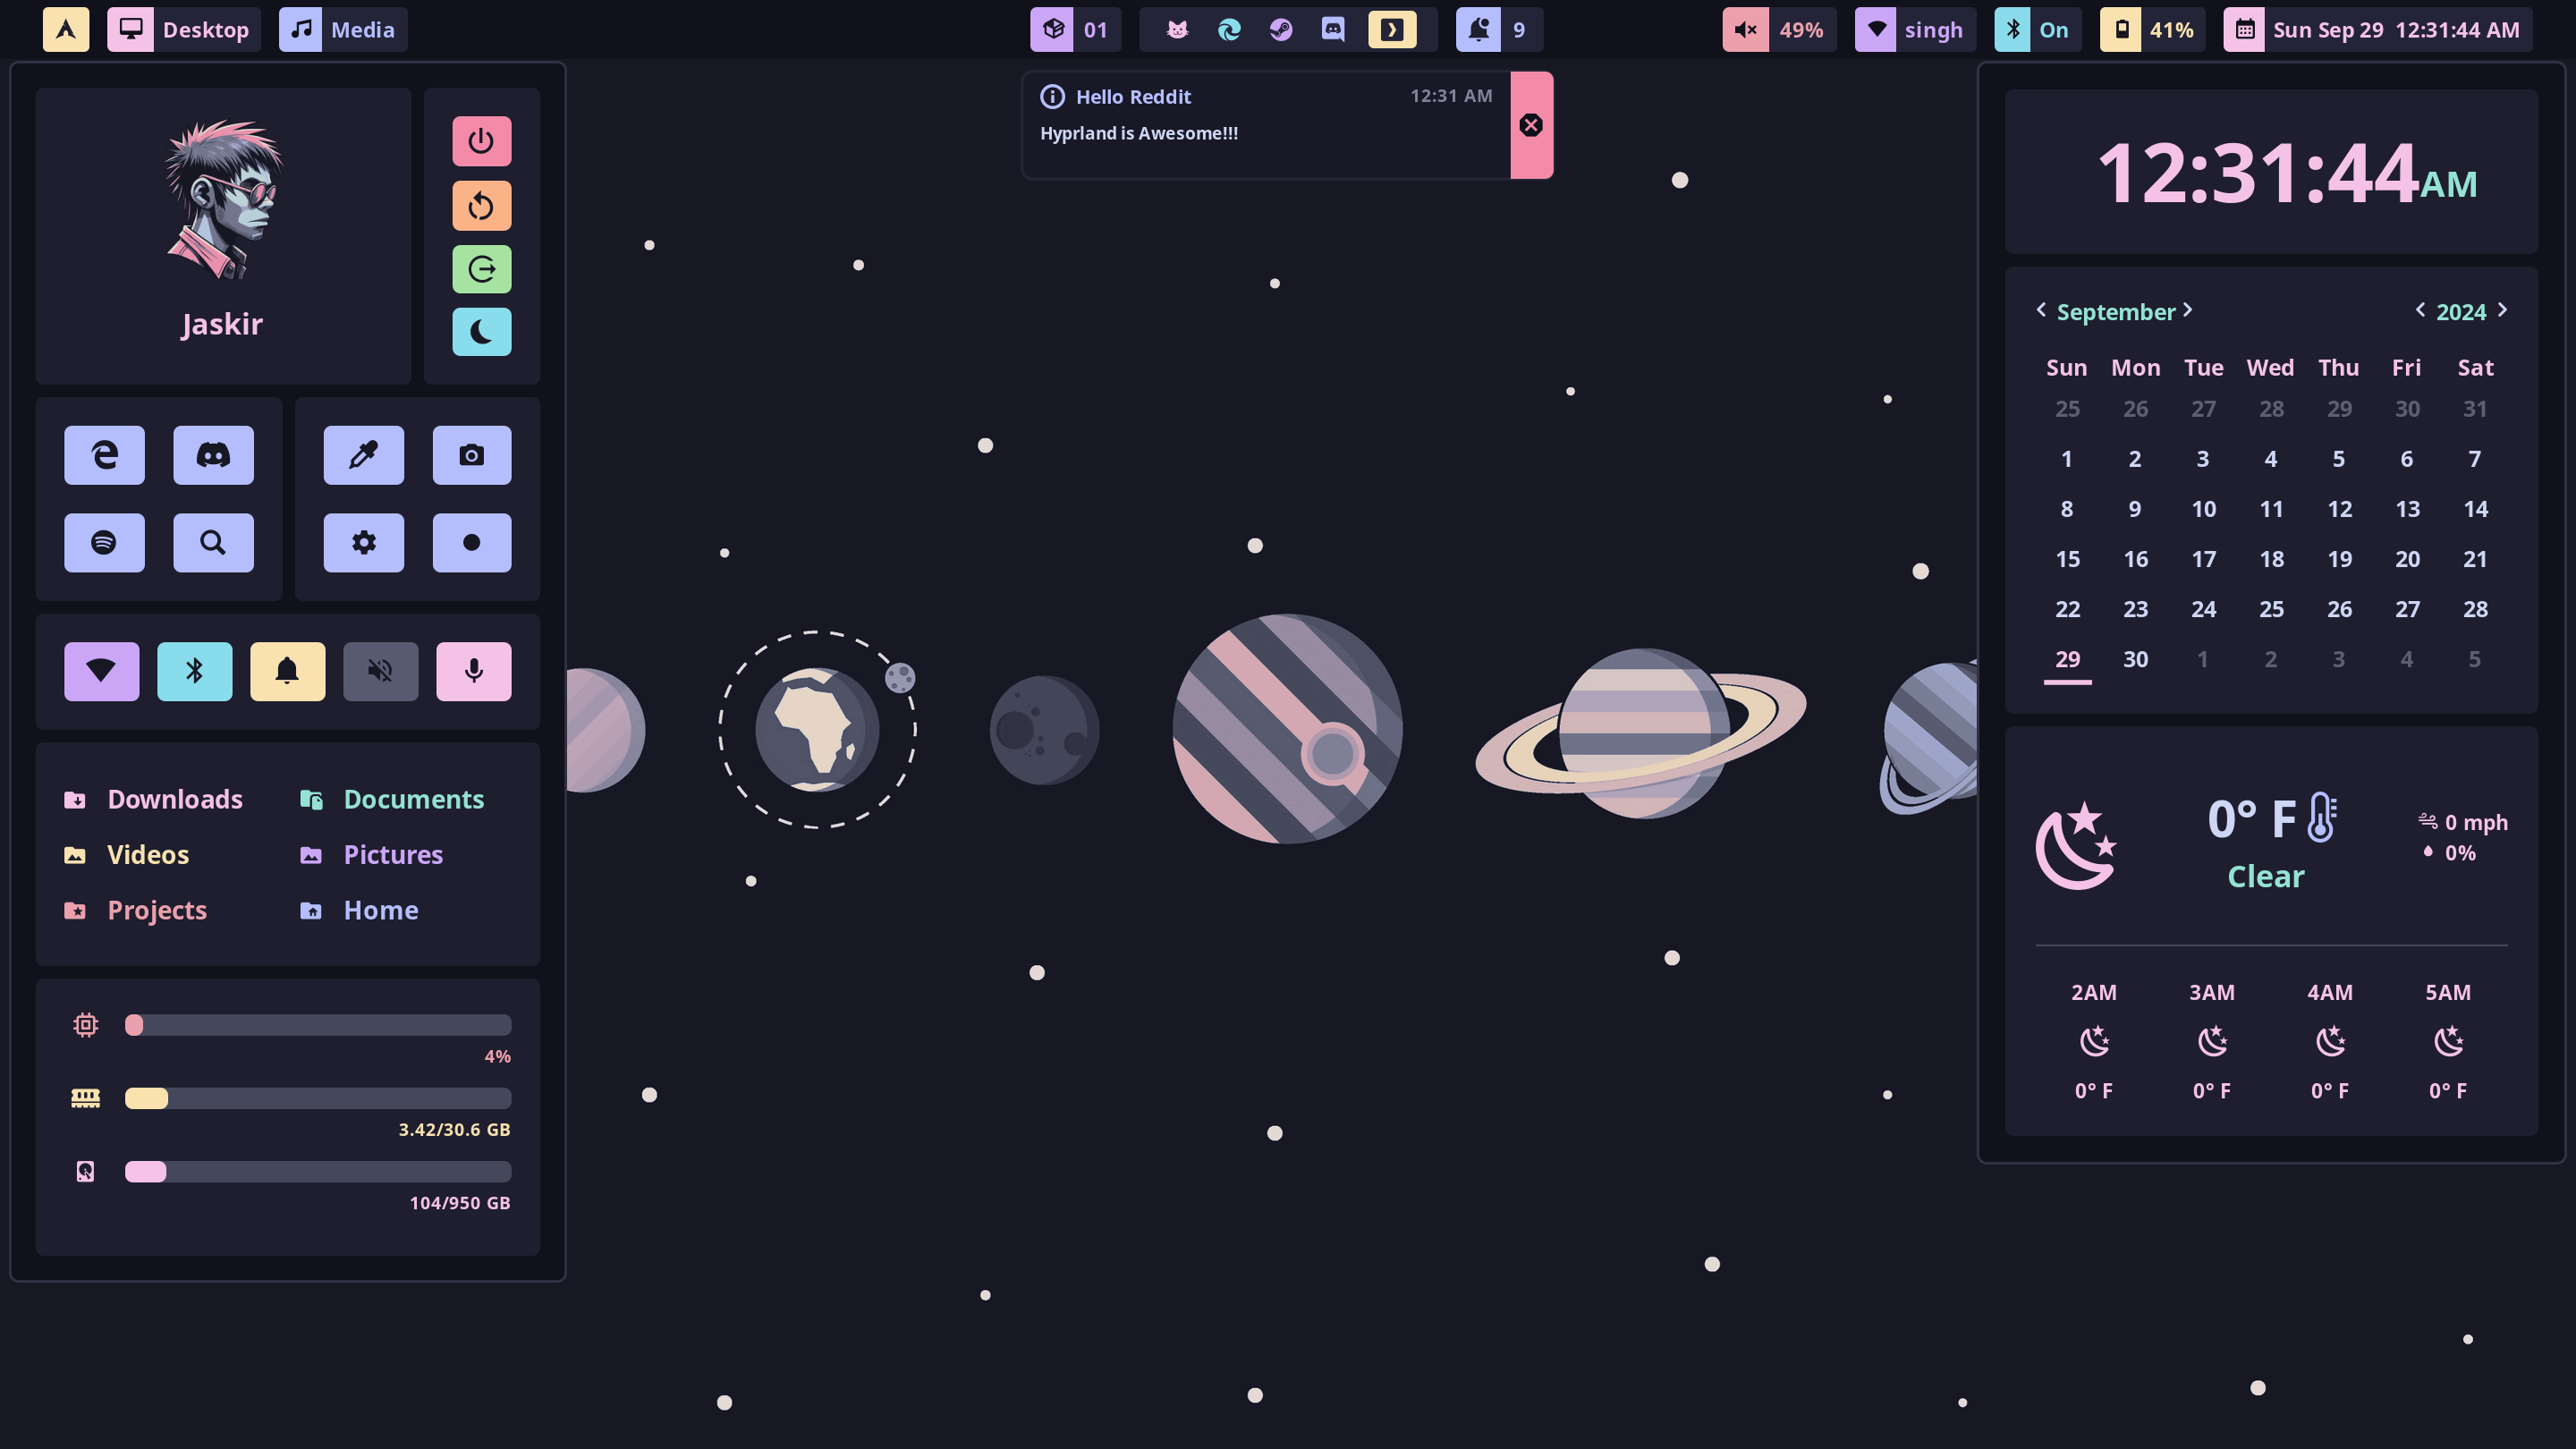 Desktop
Media
01
9
49%
singh
On
41%
Sun Sep 29 12:31:44 AM
Hello Reddit
12:31 AM
Hyprland is Awesome!!!
Jaskir
Downloads
Documents
Videos
Pictures
Projects
Home
4%
3.42/30.6 GB
104/950 GB
12:31:44 AM
September
2024
Sun Mon Tue Wed Thu Fri Sat
25 26 27 28 29 30 31
1 2 3 4 5 6 7
8 9 10 11 12 13 14
15 16 17 18 19 20 21
22 23 24 25 26 27 28
29 30 1 2 3 4 5
0° F
Clear
0 mph
0%
2AM 3AM 4AM 5AM
0° F 0° F 0° F 0° F